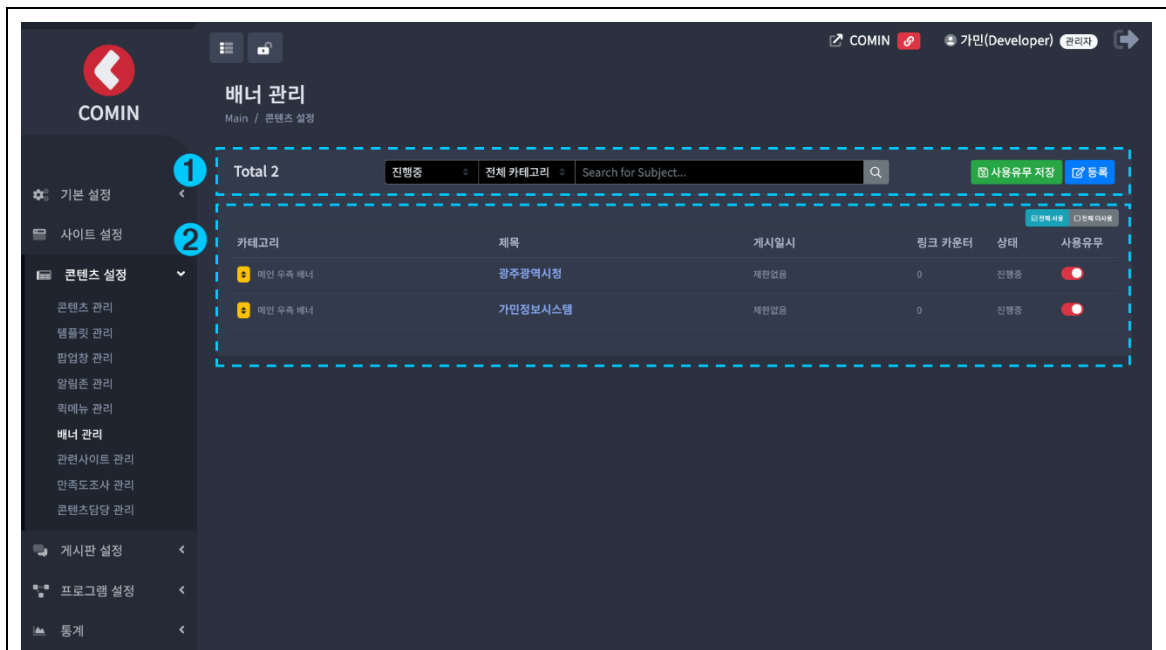 COMIN
가민(Developer) 관리자
COMIN
배너 관리
Main / 콘텐츠 설정
1
Total 2
진행중
전체 카테고리
Search for Subject...
사용유무 저장
등록
2
전체 사용
전체 미사용
카테고리 제목 게시일시 링크 카운터 상태 사용유무
메인 우측 배너 광주광역시청 제한없음 0 진행중
메인 우측 배너 가민정보시스템 제한없음 0 진행중
기본 설정
사이트 설정
콘텐츠 설정
콘텐츠 관리
템플릿 관리
팝업창 관리
알림존 관리
퀵메뉴 관리
배너 관리
관련사이트 관리
만족도조사 관리
콘텐츠담당 관리
게시판 설정
프로그램 설정
통계